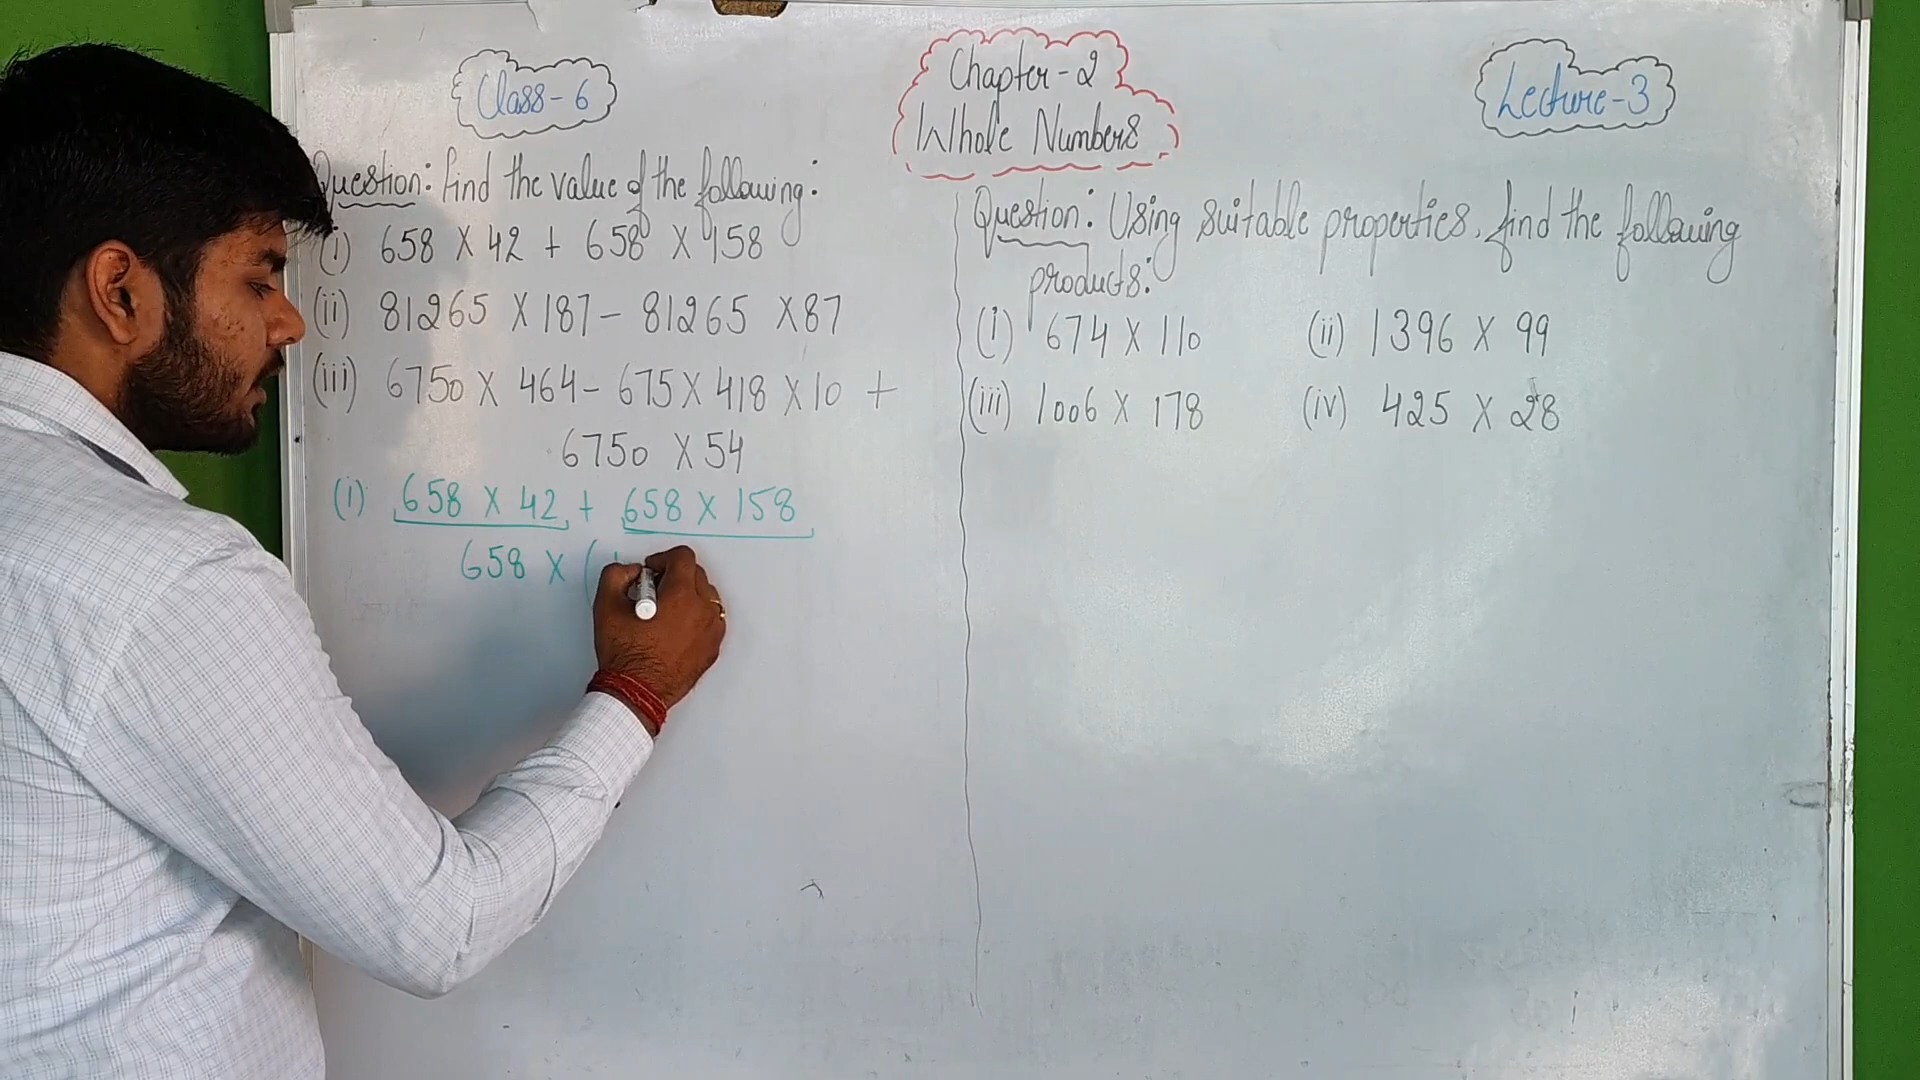 Class-6
Chapter-2
Whole Numbers
Lecture-3
Question: Find the value of the following:
(i) 658 X 42 + 658 X 158
(ii) 81265 X 187 - 81265 X 87
(iii) 6750 X 464 - 675 X 418 X 10 +
6750 X 54
(i) 658 X 42 + 658 X 158
658 X (
Question: Using suitable properties, find the following
products:
(i) 674 X 110
(ii) 1396 X 99
(iii) 1006 X 178
(iv) 425 X 28